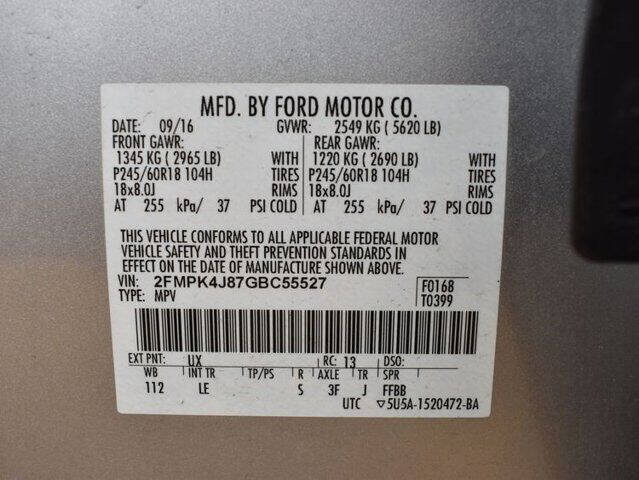 MFD. BY FORD MOTOR CO.
DATE: 09/16 GVWR: 2549 KG ( 5620 LB)
FRONT GAWR: REAR GAWR:
1345 KG ( 2965 LB) WITH 1220 KG ( 2690 LB) WITH
P245/60R18 104H TIRES P245/60R18 104H TIRES
18x8.0J RIMS 18x8.0J RIMS
AT 255 kPa/ 37 PSI COLD AT 255 kPa/ 37 PSI COLD
THIS VEHICLE CONFORMS TO ALL APPLICABLE FEDERAL MOTOR
VEHICLE SAFETY AND THEFT PREVENTION STANDARDS IN
EFFECT ON THE DATE OF MANUFACTURE SHOWN ABOVE.
VIN: 2FMPK4J87GBC55527 F0168
TYPE: MPV T0399
EXT PNT: UX RC: 13 DSO:
WB INT TR TP/PS R AXLE TR SPR
112 LE S 3F J FFBB
UTC ▽5U5A-1520472-BA